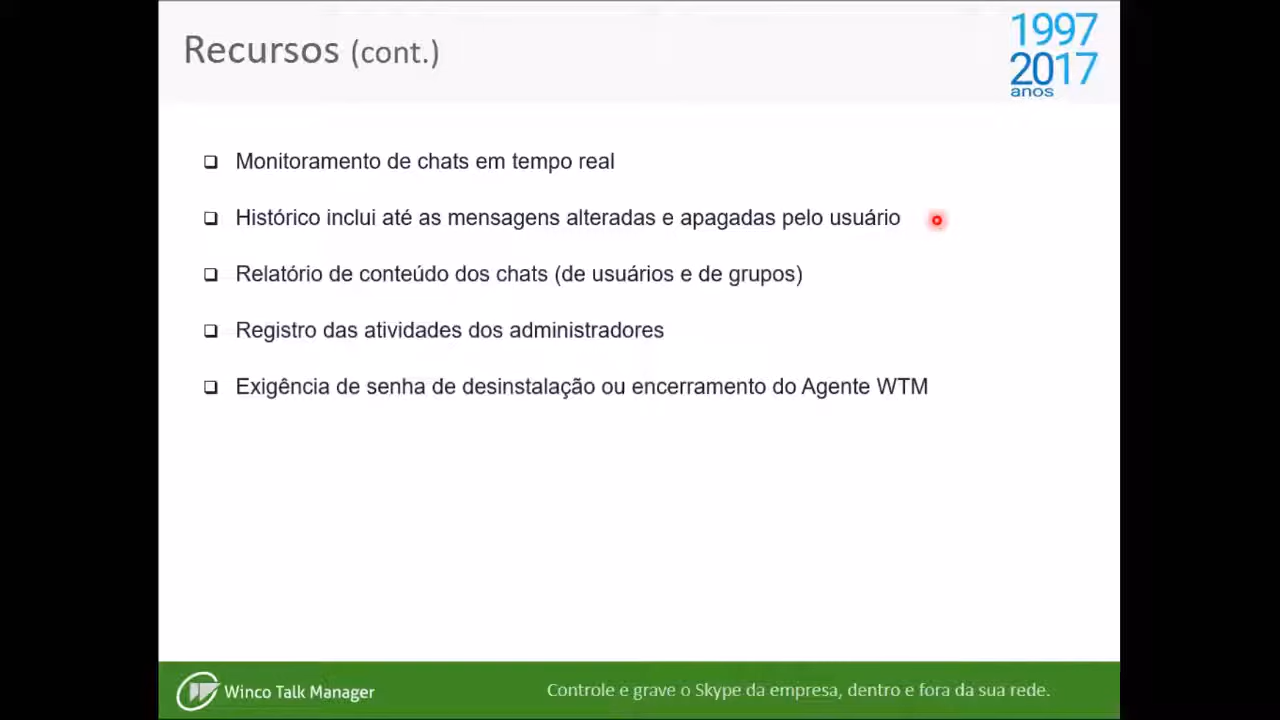 Recursos (cont.)
1997
2017
anos
Monitoramento de chats em tempo real
Histórico inclui até as mensagens alteradas e apagadas pelo usuário
Relatório de conteúdo dos chats (de usuários e de grupos)
Registro das atividades dos administradores
Exigência de senha de desinstalação ou encerramento do Agente WTM
Winco Talk Manager
Controle e grave o Skype da empresa, dentro e fora da sua rede.